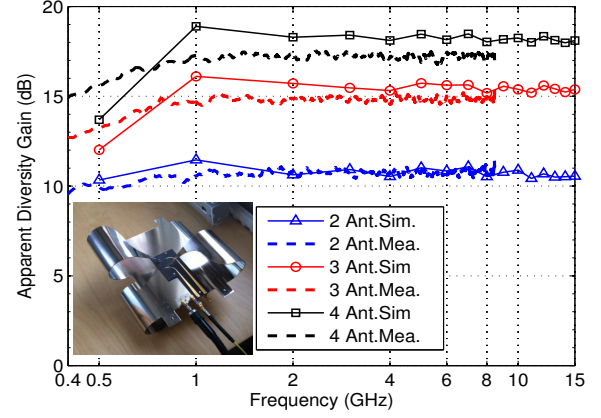 20
15
10
5
0
Apparent Diversity Gain (dB)
2 Ant.Sim.
2 Ant.Mea.
3 Ant.Sim
3 Ant.Mea.
4 Ant.Sim
4 Ant.Mea.
0.4 0.5 1 2 4 6 8 10 15
Frequency (GHz)